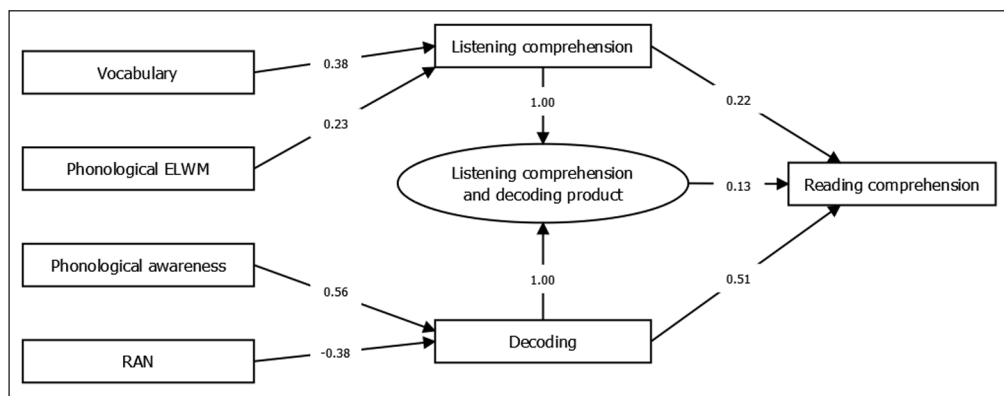 Listening comprehension
Vocabulary
0.38
1.00
0.22
0.23
Phonological ELWM
Listening comprehension
and decoding product
0.13
Reading comprehension
Phonological awareness
0.56
1.00
0.51
Decoding
RAN
-0.38